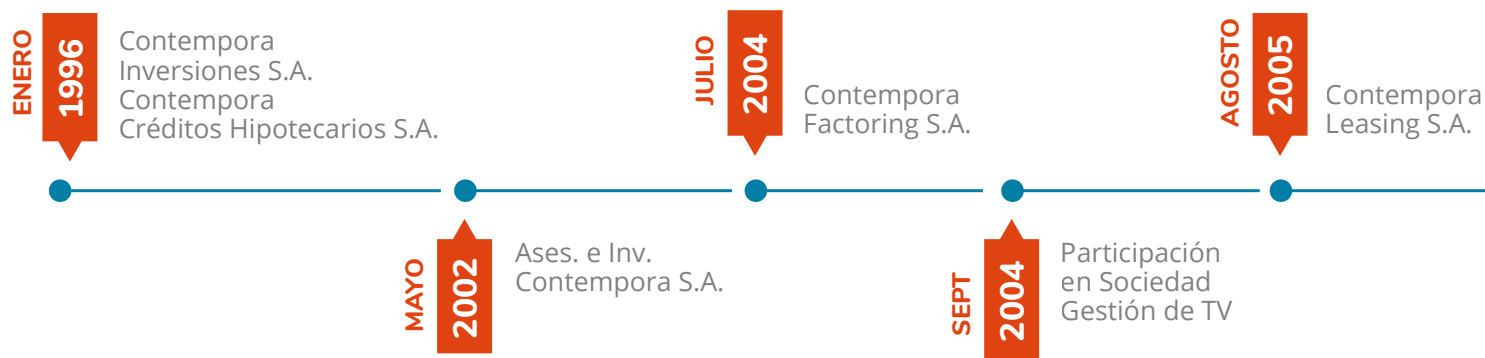 ENERO
1996
Contempora
Inversiones S.A.
Contempora
Créditos Hipotecarios S.A.
MAYO
2002
Ases. e Inv.
Contempora S.A.
JULIO
2004
Contempora
Factoring S.A.
SEPT
2004
Participación
en Sociedad
Gestión de TV
AGOSTO
2005
Contempora
Leasing S.A.